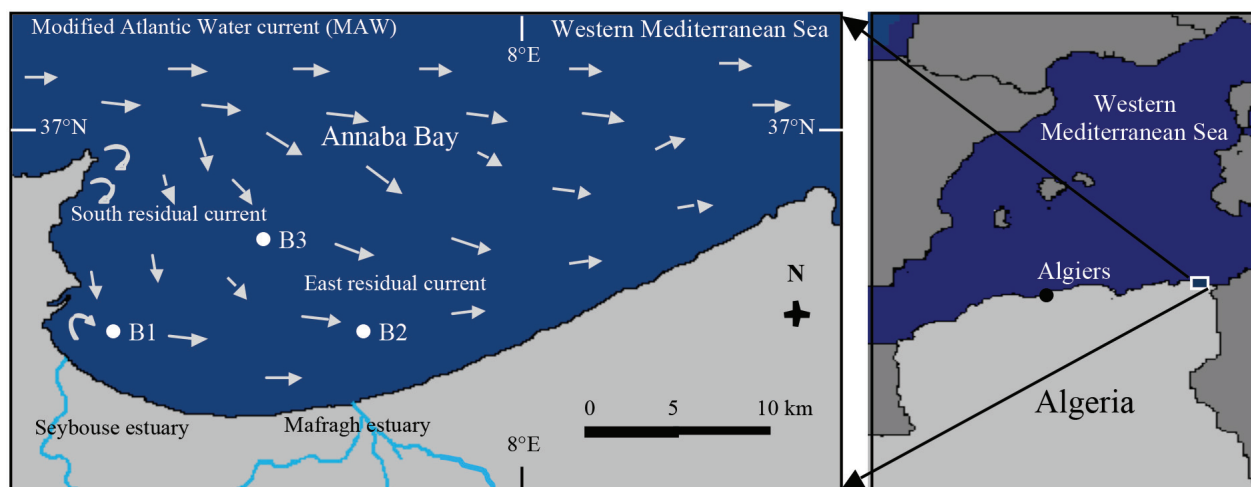 Modified Atlantic Water current (MAW)
Western Mediterranean Sea
8°E
37°N
Annaba Bay
37°N
South residual current
B3
East residual current
N
B1
B2
0 5 10 km
Seybouse estuary
Mafragh estuary
8°E
Western
Mediterranean Sea
Algiers
Algeria